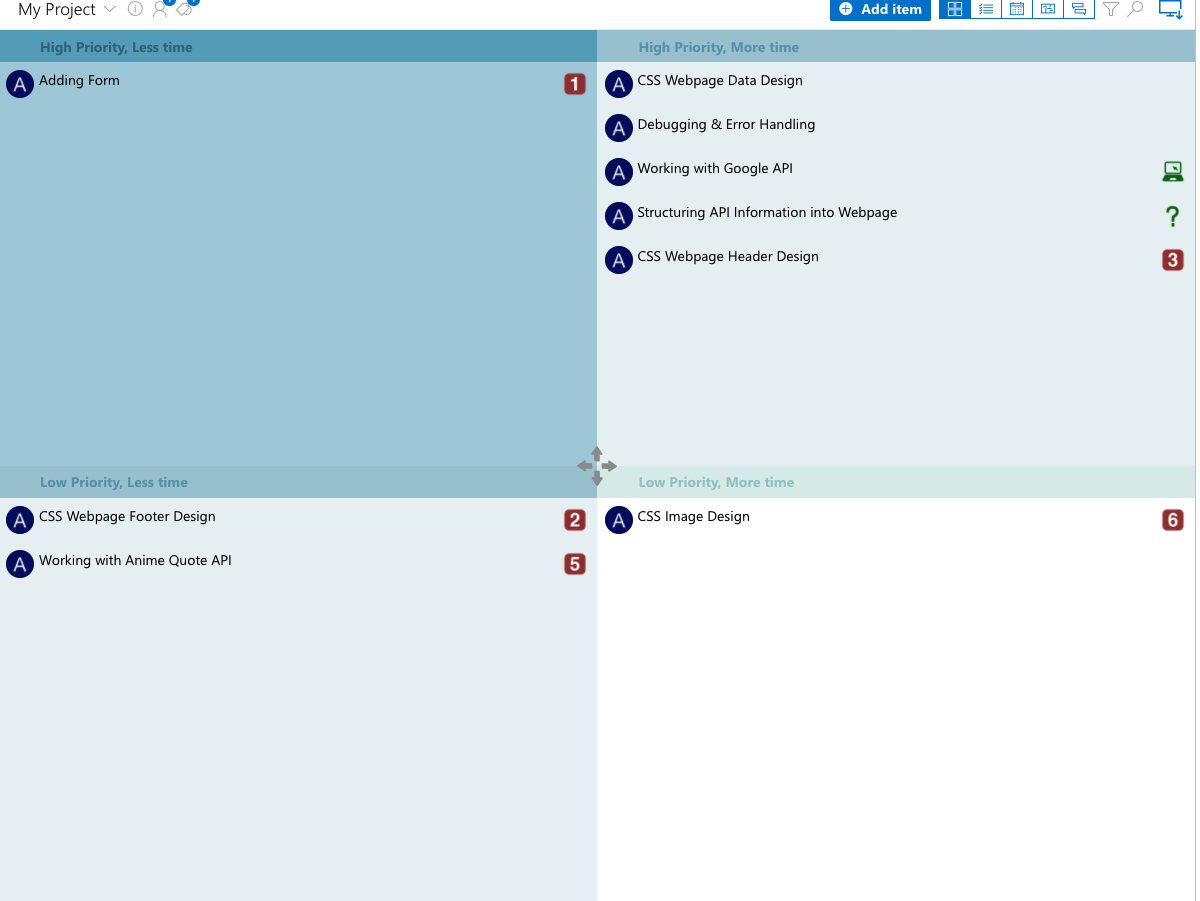 My Project
Add item
High Priority, Less time
A Adding Form 1
High Priority, More time
A CSS Webpage Data Design
A Debugging & Error Handling
A Working with Google API
A Structuring API Information into Webpage ?
A CSS Webpage Header Design 3
Low Priority, Less time
A CSS Webpage Footer Design 2
A Working with Anime Quote API 5
Low Priority, More time
A CSS Image Design 6